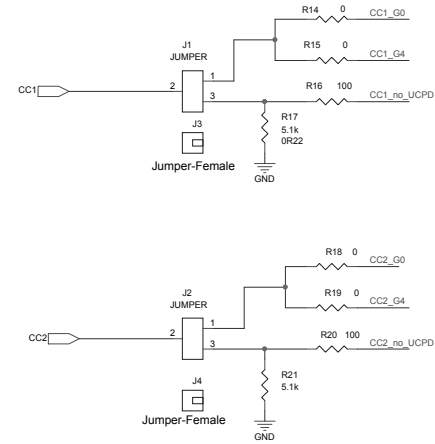 R14 0 CC1_G0
R15 0 CC1_G4
J1
JUMPER
1
2
CC1
3
R16 100 CC1_no_UCPD
R17
5.1k
0R22
J3
Jumper-Female
GND
R18 0 CC2_G0
R19 0 CC2_G4
J2
JUMPER
1
2
CC2
3
R20 100 CC2_no_UCPD
R21
5.1k
J4
Jumper-Female
GND